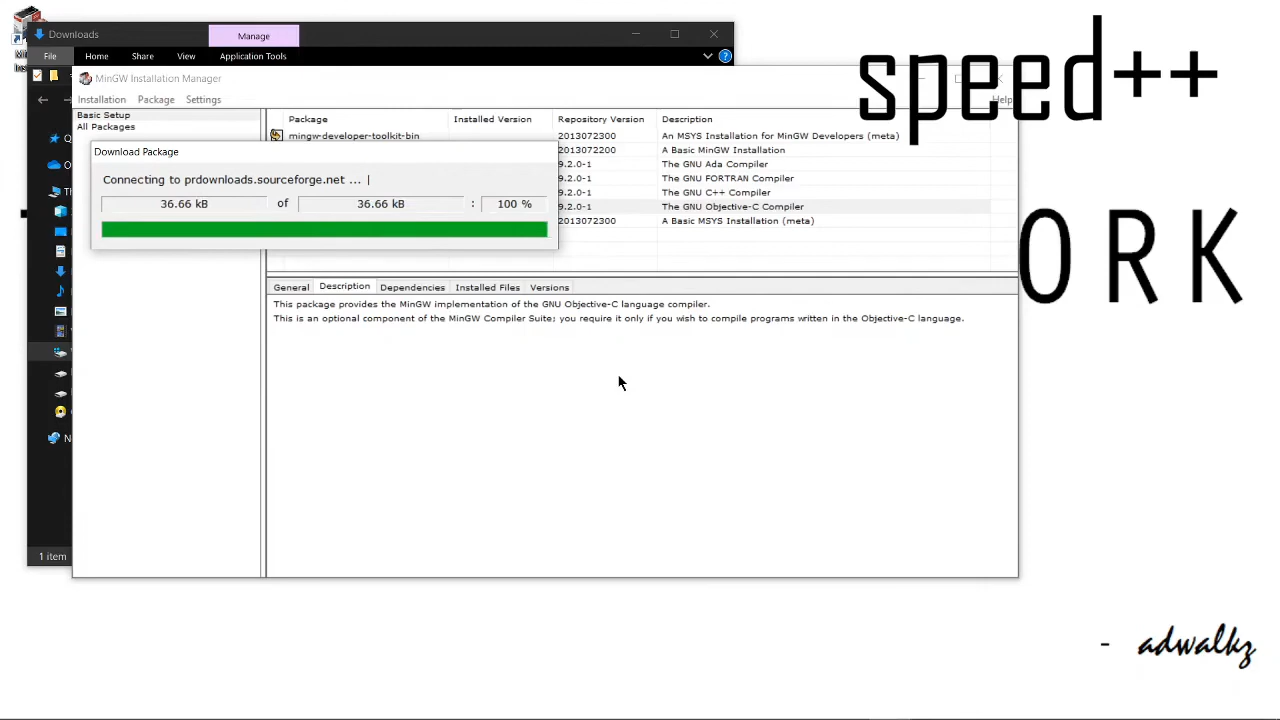 Downloads
Manage
File
Home
Share
View
Application Tools
speed++
MinGW Installation Manager
Installation
Package
Settings
Help
Basic Setup
All Packages
Package
Installed Version
Repository Version
Description
mingw-developer-toolkit-bin
2013072300
An MSYS Installation for MinGW Developers (meta)
2013072200
A Basic MinGW Installation
9.2.0-1
The GNU Ada Compiler
9.2.0-1
The GNU FORTRAN Compiler
9.2.0-1
The GNU C++ Compiler
9.2.0-1
The GNU Objective-C Compiler
2013072300
A Basic MSYS Installation (meta)
Download Package
Connecting to prdownloads.sourceforge.net ... |
36.66 kB of 36.66 kB : 100 %
ORK
General
Description
Dependencies
Installed Files
Versions
This package provides the MinGW implementation of the GNU Objective-C language compiler.
This is an optional component of the MinGW Compiler Suite; you require it only if you wish to compile programs written in the Objective-C language.
1 item
- adwalkz